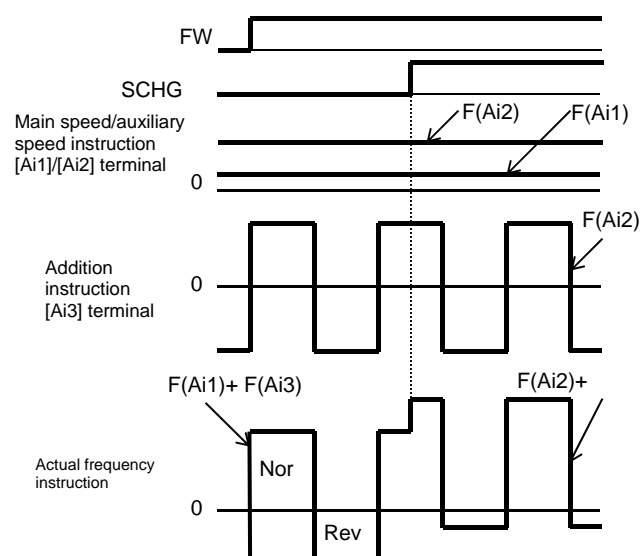 FW
SCHG
Main speed/auxiliary
speed instruction
[Ai1]/[Ai2] terminal
F(Ai2)
F(Ai1)
0
F(Ai2)
Addition
instruction
[Ai3] terminal
0
F(Ai1)+ F(Ai3)
F(Ai2)+
Actual frequency
instruction
Nor
0
Rev